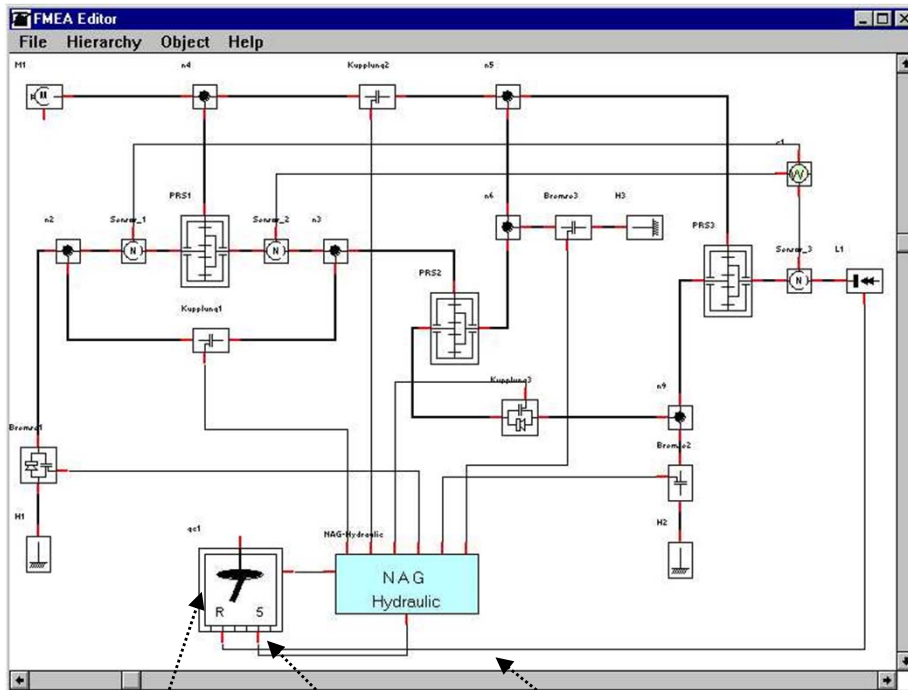 FMEA Editor
File Hierarchy Object Help
M1 n4 Kupplung2 n5
c1
PRS1 n6 Bremse3 H3
n2 Sensor_1 Sensor_2 n3 PRS3
Sensor_3 L1
PRS2
Kupplung1
Kupplung3 n9
Bremse1 Bremse2
H1 gc1 NAG-Hydraulic H2
NAG
Hydraulic
R 5